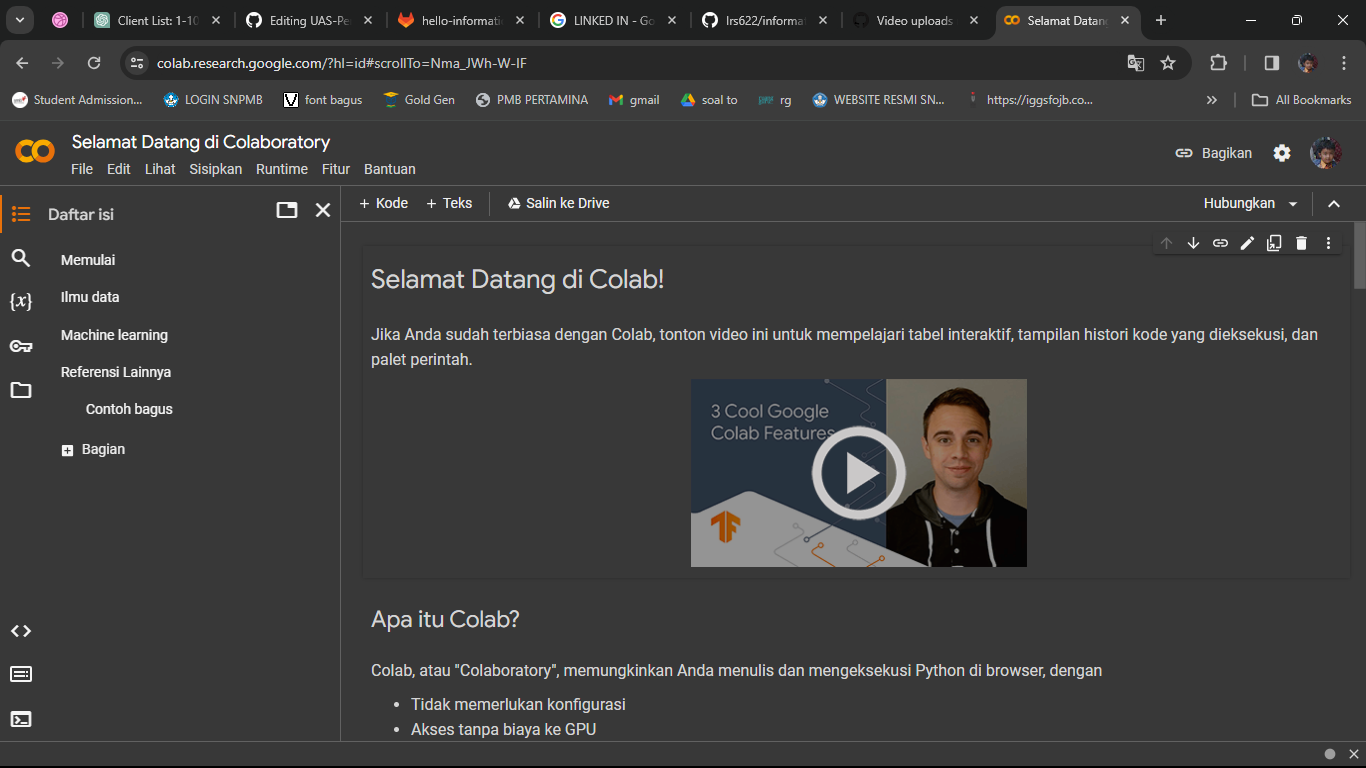 Client List: 1-10
Editing UAS-Pe
hello-informati
LINKED IN - Go
Irs622/informat
Video uploads
Selamat Datang
colab.research.google.com/?hl=id#scrollTo=Nma_JWh-W-IF
Student Admission...
LOGIN SNPMB
font bagus
Gold Gen
PMB PERTAMINA
gmail
soal to
rg
WEBSITE RESMI SN...
https://iggsfojb.co...
All Bookmarks
Selamat Datang di Colaboratory
File Edit Lihat Sisipkan Runtime Fitur Bantuan
Bagikan
Daftar isi
+ Kode + Teks Salin ke Drive
Hubungkan
Memulai
Ilmu data
Machine learning
Referensi Lainnya
Contoh bagus
Bagian
{x}
Selamat Datang di Colab!
Jika Anda sudah terbiasa dengan Colab, tonton video ini untuk mempelajari tabel interaktif, tampilan histori kode yang dieksekusi, dan
palet perintah.
3 Cool Google
Colab Features
Apa itu Colab?
Colab, atau "Colaboratory", memungkinkan Anda menulis dan mengeksekusi Python di browser, dengan
• Tidak memerlukan konfigurasi
• Akses tanpa biaya ke GPU